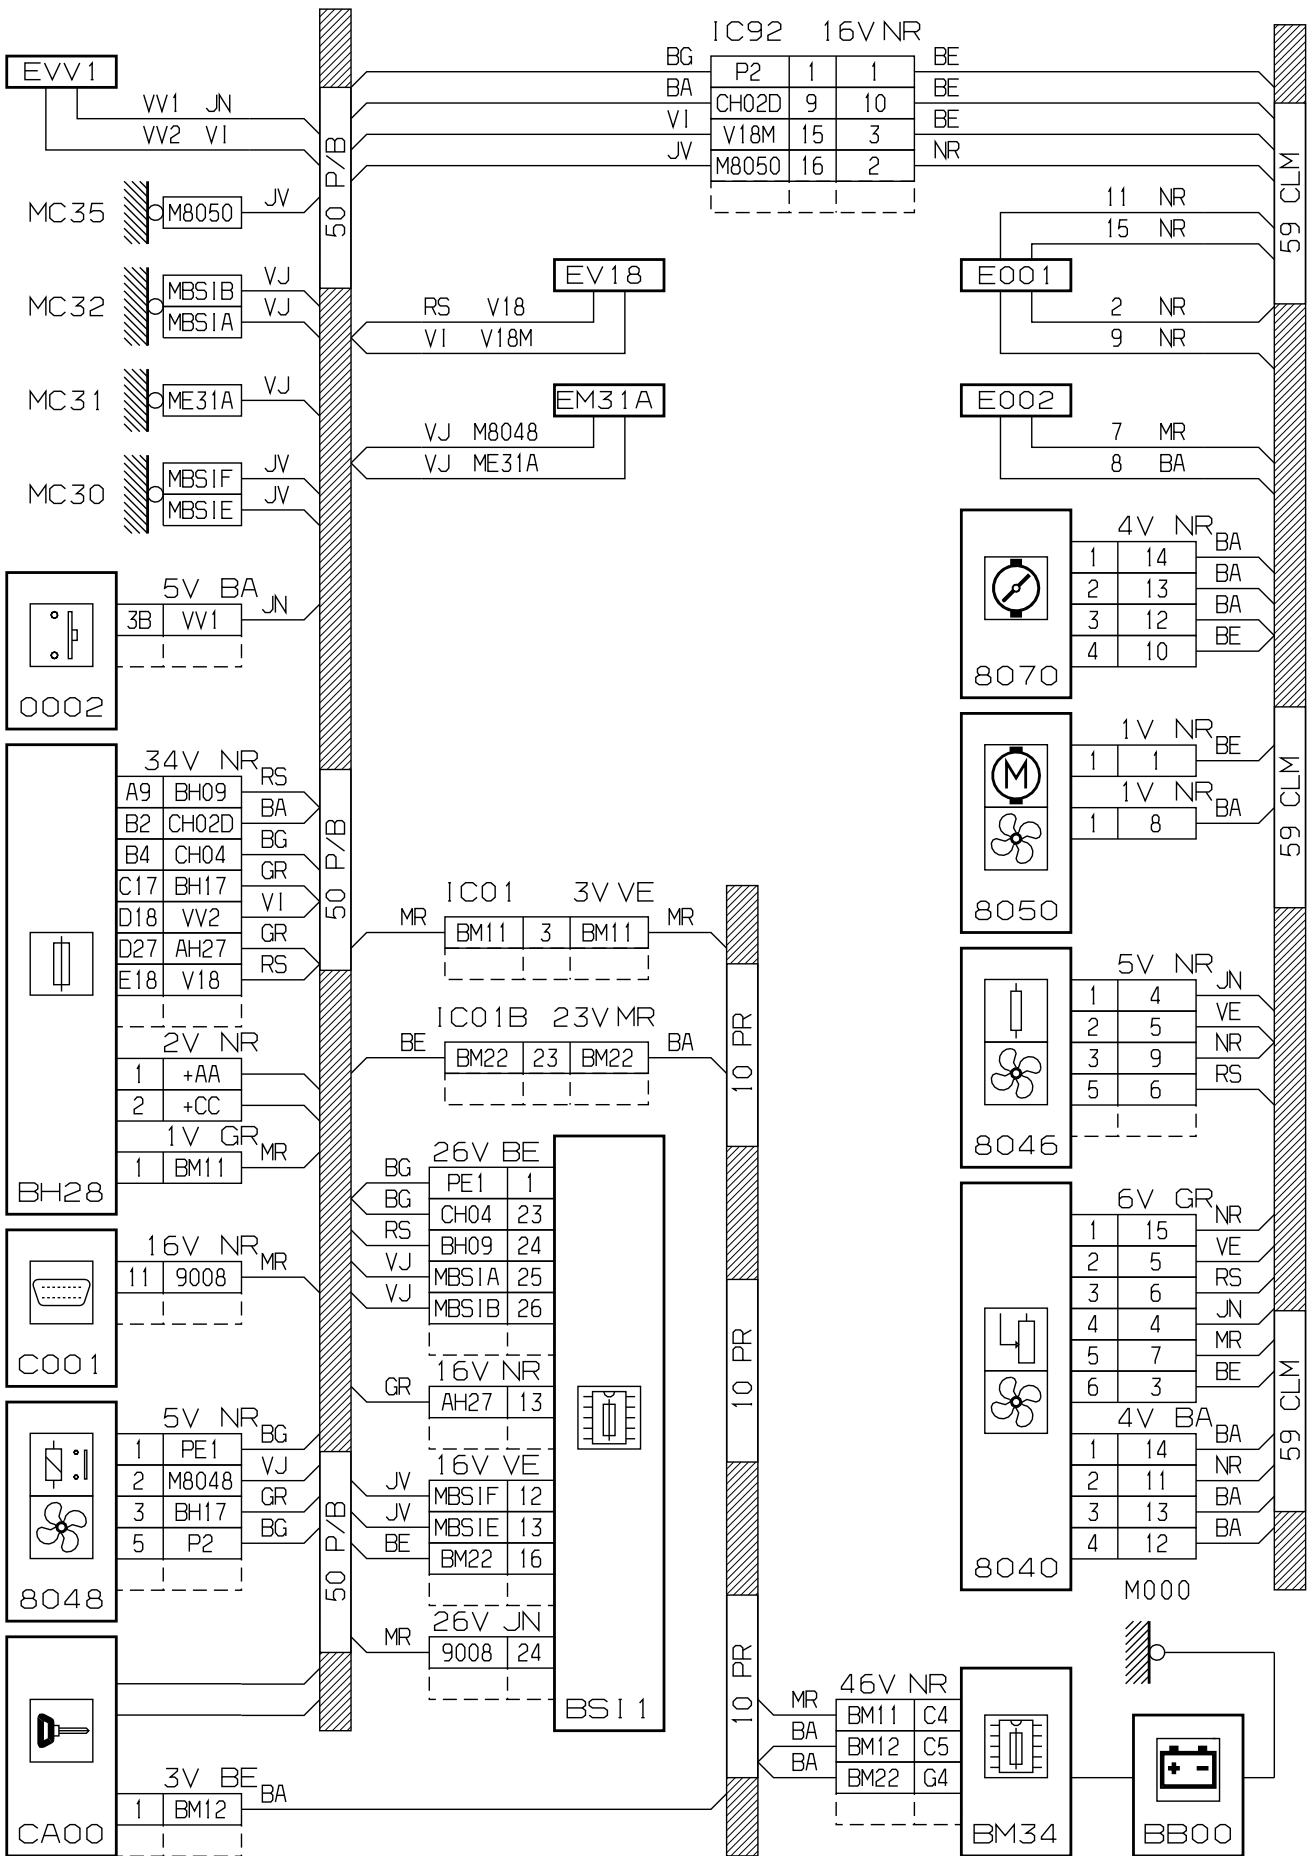 IC92 16V NR
BG P2 1 1 BE
BA CH02D 9 10 BE
VI V18M 15 3 BE
JV M8050 16 2 NR
EVV1
VV1 JN
VV2 VI
50 P/B
MC35 M8050 JV
MC32 MBSIB VJ
MBSIA VJ
MC31 ME31A VJ
MC30 MBSIF JV
MBSIE JV
EV18
RS V18
VI V18M
EM31A
VJ M8048
VJ ME31A
59 CLM
11 NR
15 NR
E001
2 NR
9 NR
E002
7 MR
8 BA
5V BA
3B VV1 JN
0002
4V NR
1 14 BA
2 13 BA
3 12 BA
4 10 BE
8070
34V NR
A9 BH09 RS
B2 CH02D BA
B4 CH04 BG
C17 BH17 GR
D18 VV2 VI
D27 AH27 GR
E18 V18 RS
2V NR
1 +AA
2 +CC
1V GR
1 BM11 MR
BH28
50 P/B
1V NR
1 1 BE
1V NR
1 8 BA
M
8050
59 CLM
IC01 3V VE
MR BM11 3 BM11 MR
IC01B 23V MR
BE BM22 23 BM22 BA
10 PR
5V NR
1 4 JN
2 5 VE
3 9 NR
5 6 RS
8046
16V NR
11 9008 MR
C001
26V BE
BG PE1 1
BG CH04 23
RS BH09 24
VJ MBSIA 25
VJ MBSIB 26
16V NR
GR AH27 13
16V VE
JV MBSIF 12
JV MBSIE 13
BE BM22 16
26V JN
MR 9008 24
BSI1
10 PR
6V GR
1 15 NR
2 5 VE
3 6 RS
4 4 JN
5 7 MR
6 3 BE
4V BA
1 14 BA
2 11 NR
3 13 BA
4 12 BA
8040
59 CLM
5V NR
1 PE1 BG
2 M8048 VJ
3 BH17 GR
5 P2 BG
8048
50 P/B
3V BE
1 BM12 BA
CA00
10 PR
46V NR
MR BM11 C4
BA BM12 C5
BA BM22 G4
BM34
M000
+ -
BB00